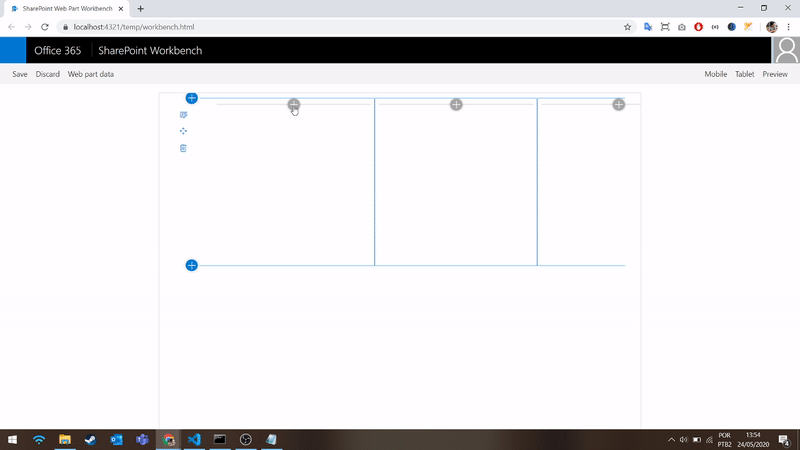 SharePoint Web Part Workbench
localhost:4321/temp/workbench.html
Office 365 SharePoint Workbench
Save Discard Web part data Mobile Tablet Preview
POR 13:54
PTB2 24/05/2020
4